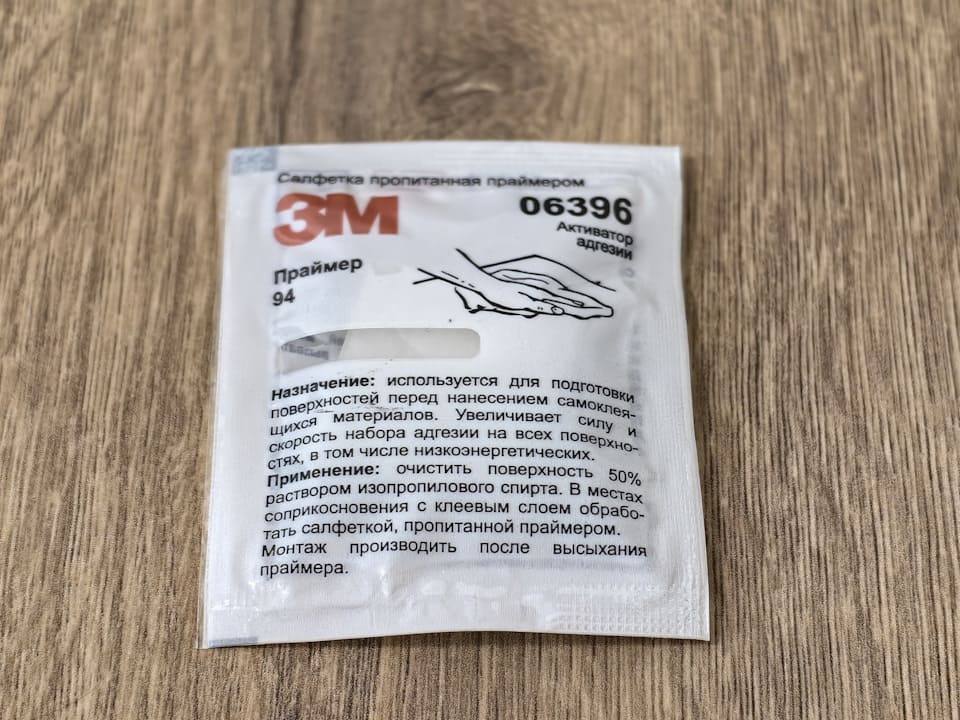 Салфетка пропитанная праймером
3M
06396
Активатор
адгезии
Праймер
94
Назначение: используется для подготовки
поверхностей перед нанесением самоклея-
щихся материалов. Увеличивает силу и
скорость набора адгезии на всех поверхно-
стях, в том числе низкоэнергетических.
Применение: очистить поверхность 50%
раствором изопропилового спирта. В местах
соприкосновения с клеевым слоем обрабо-
тать салфеткой, пропитанной праймером.
Монтаж производить после высыхания
праймера.